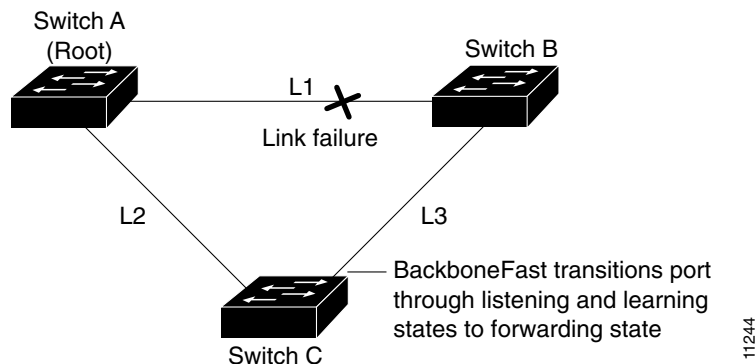 Switch A
(Root)
Switch B
L1
Link failure
L2
L3
BackboneFast transitions port
through listening and learning
states to forwarding state
Switch C
11244